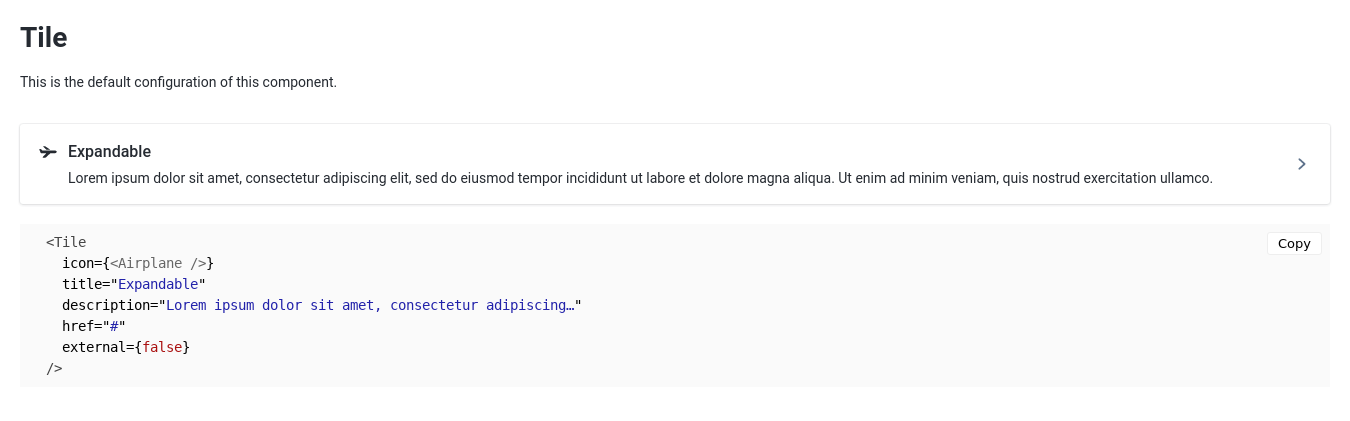 Tile
This is the default configuration of this component.
Expandable
Lorem ipsum dolor sit amet, consectetur adipiscing elit, sed do eiusmod tempor incididunt ut labore et dolore magna aliqua. Ut enim ad minim veniam, quis nostrud exercitation ullamco.
Copy
<Tile
  icon={<Airplane />}
  title="Expandable"
  description="Lorem ipsum dolor sit amet, consectetur adipiscing…"
  href="#"
  external={false}
/>